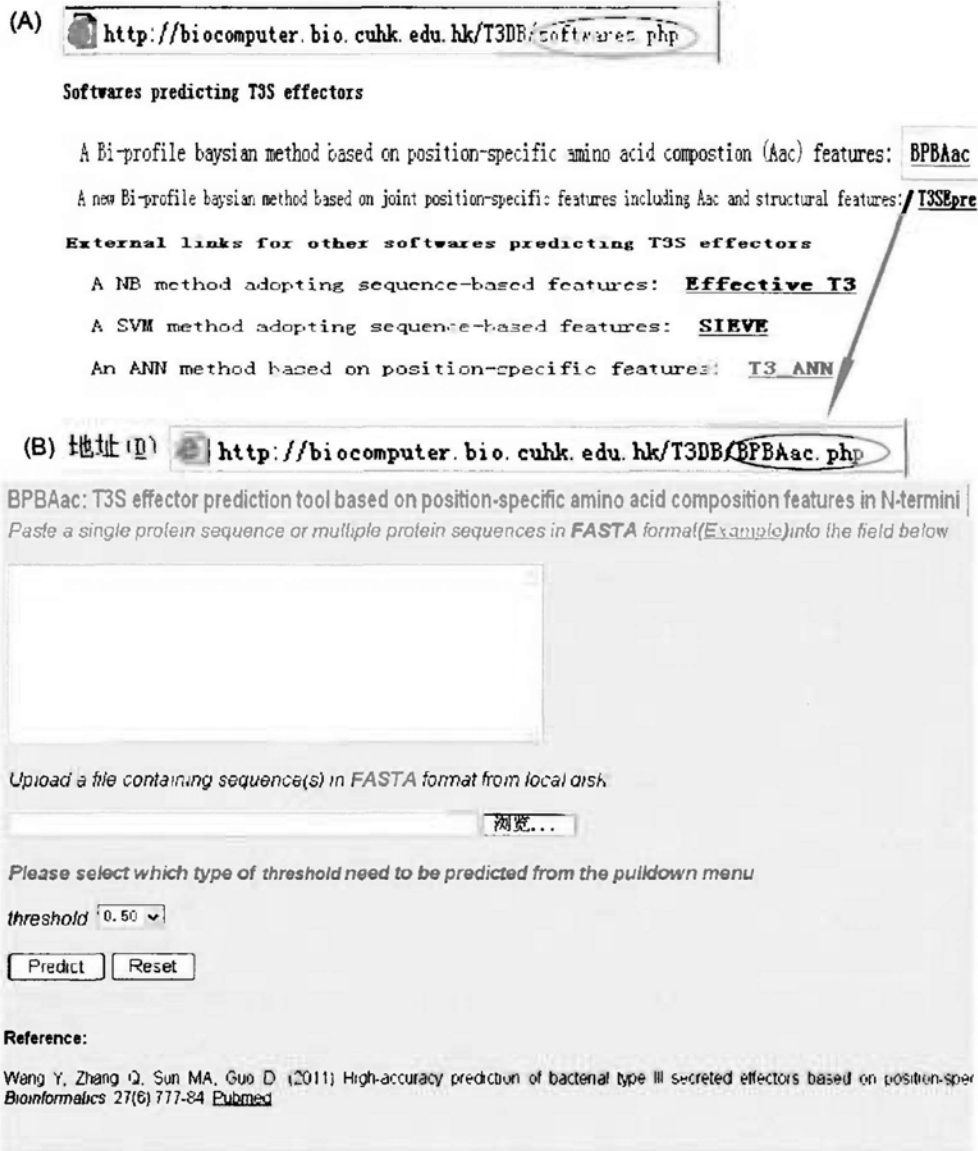 (A) http://biocomputer.bio.cuhk.edu.hk/T3DB/softwares.php
Softwares predicting T3S effectors
A Bi-profile baysian method based on position-specific amino acid compostion (Aac) features: BPBAac
A new Bi-profile baysian method based on joint position-specific features including Aac and structural features: T3SEpre
External links for other softwares predicting T3S effectors
A NB method adopting sequence-based features: Effective T3
A SVM method adopting sequence-based features: SIEVE
An ANN method based on position-specific features: T3_ANN
(B) 地址(D) http://biocomputer.bio.cuhk.edu.hk/T3DB/BPBAac.php
BPBAac: T3S effector prediction tool based on position-specific amino acid composition features in N-termini
Paste a single protein sequence or multiple protein sequences in FASTA format(Example)into the field below
Upload a file containing sequence(s) in FASTA format from local disk
浏览...
Please select which type of threshold need to be predicted from the pulldown menu
threshold 0.50
Predict Reset
Reference:
Wang Y, Zhang Q, Sun MA, Guo D (2011) High-accuracy prediction of bacterial type III secreted effectors based on position-spe
Bioinformatics 27(6) 777-84 Pubmed